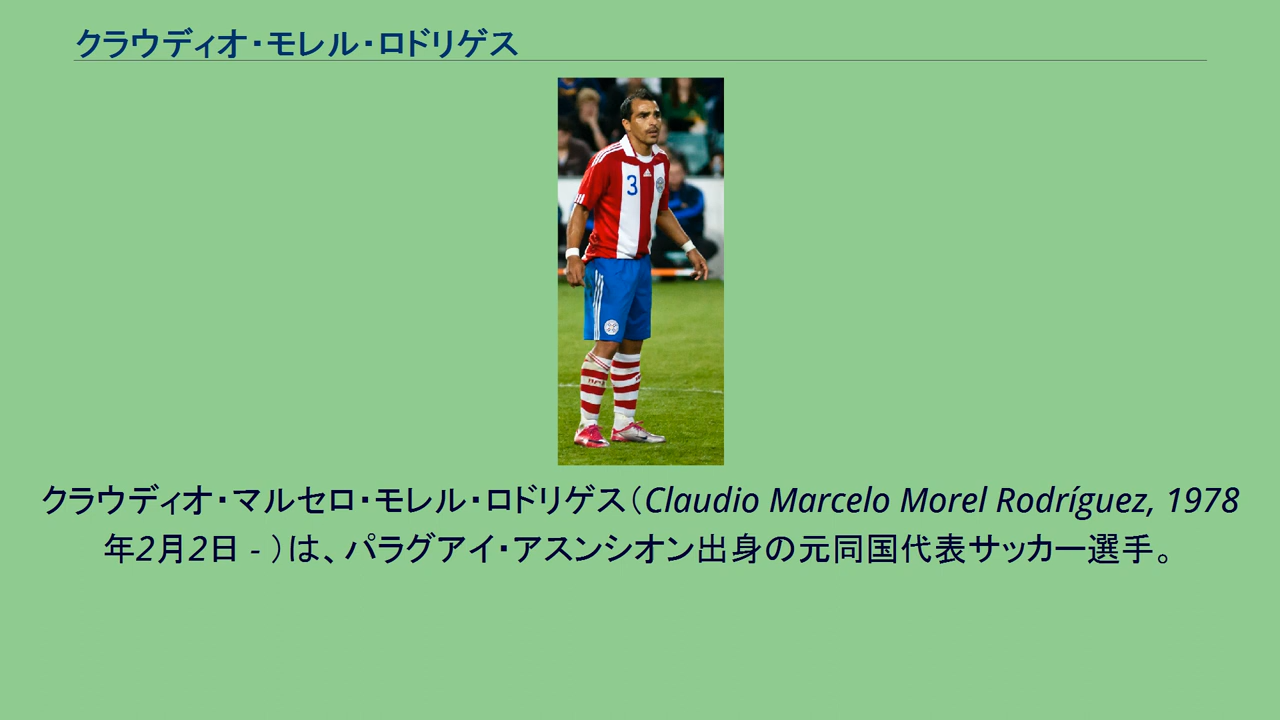 クラウディオ・モレル・ロドリゲス
3
クラウディオ・マルセロ・モレル・ロドリゲス（Claudio Marcelo Morel Rodríguez, 1978
年2月2日 - ）は、パラグアイ・アスンシオン出身の元同国代表サッカー選手。